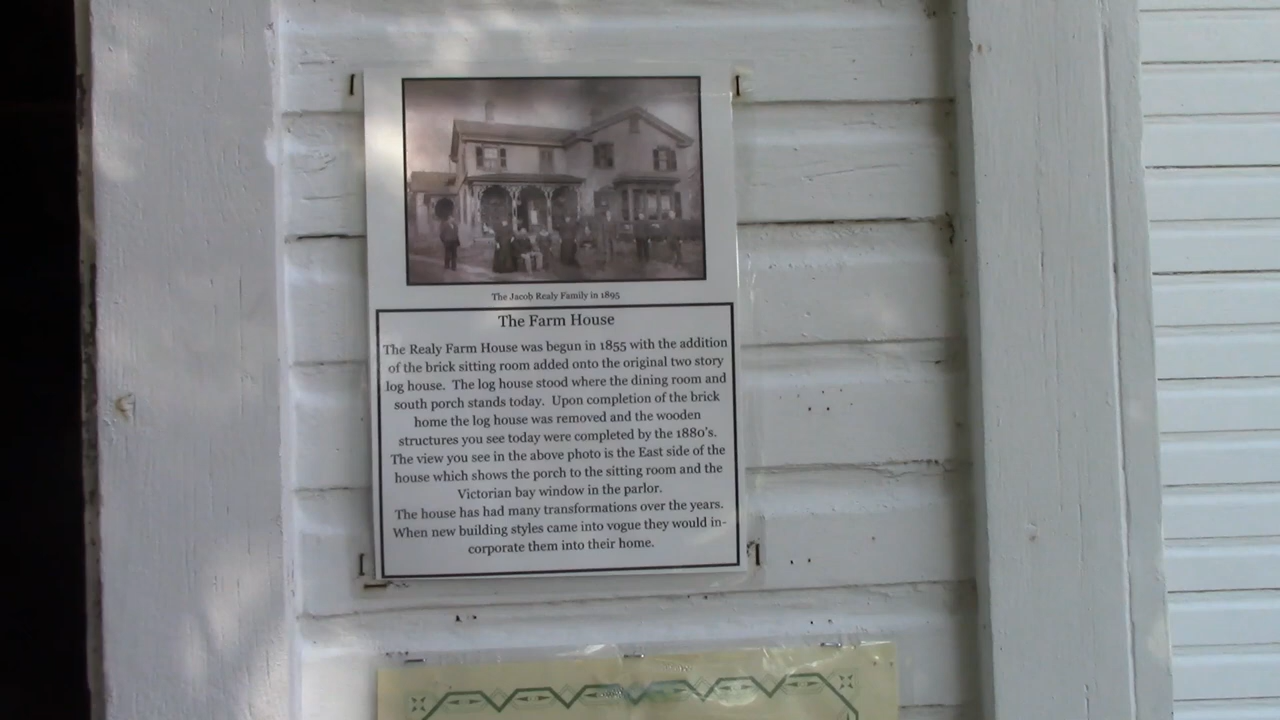 The Jacob Realy Family in 1895
The Farm House
The Realy Farm House was begun in 1855 with the addition
of the brick sitting room added onto the original two story
log house. The log house stood where the dining room and
south porch stands today. Upon completion of the brick
home the log house was removed and the wooden
structures you see today were completed by the 1880's.
The view you see in the above photo is the East side of the
house which shows the porch to the sitting room and the
Victorian bay window in the parlor.
The house has had many transformations over the years.
When new building styles came into vogue they would in-
corporate them into their home.